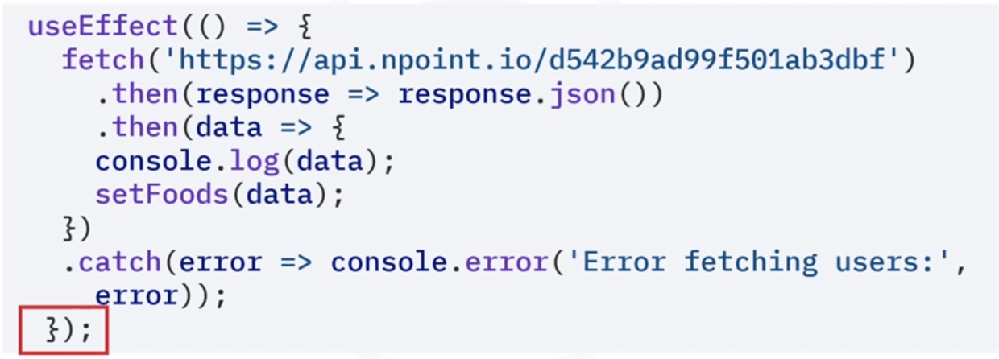 useEffect(() => {
fetch('https://api.npoint.io/d542b9ad99f501ab3dbf')
.then(response => response.json())
.then(data => {
console.log(data);
setFoods(data);
})
.catch(error => console.error('Error fetching users:',
error));
});